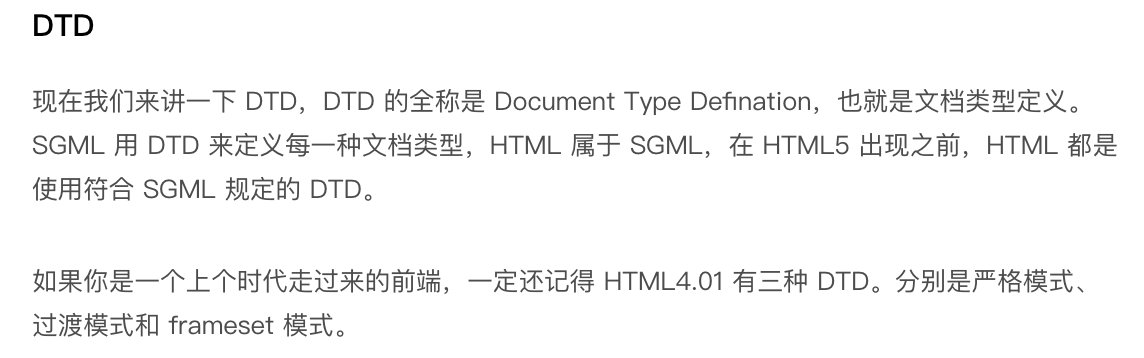 DTD
现在我们来讲一下 DTD，DTD 的全称是 Document Type Defination，也就是文档类型定义。
SGML 用 DTD 来定义每一种文档类型，HTML 属于 SGML，在 HTML5 出现之前，HTML 都是
使用符合 SGML 规定的 DTD。
如果你是一个上个时代走过来的前端，一定还记得 HTML4.01 有三种 DTD。分别是严格模式、
过渡模式和 frameset 模式。